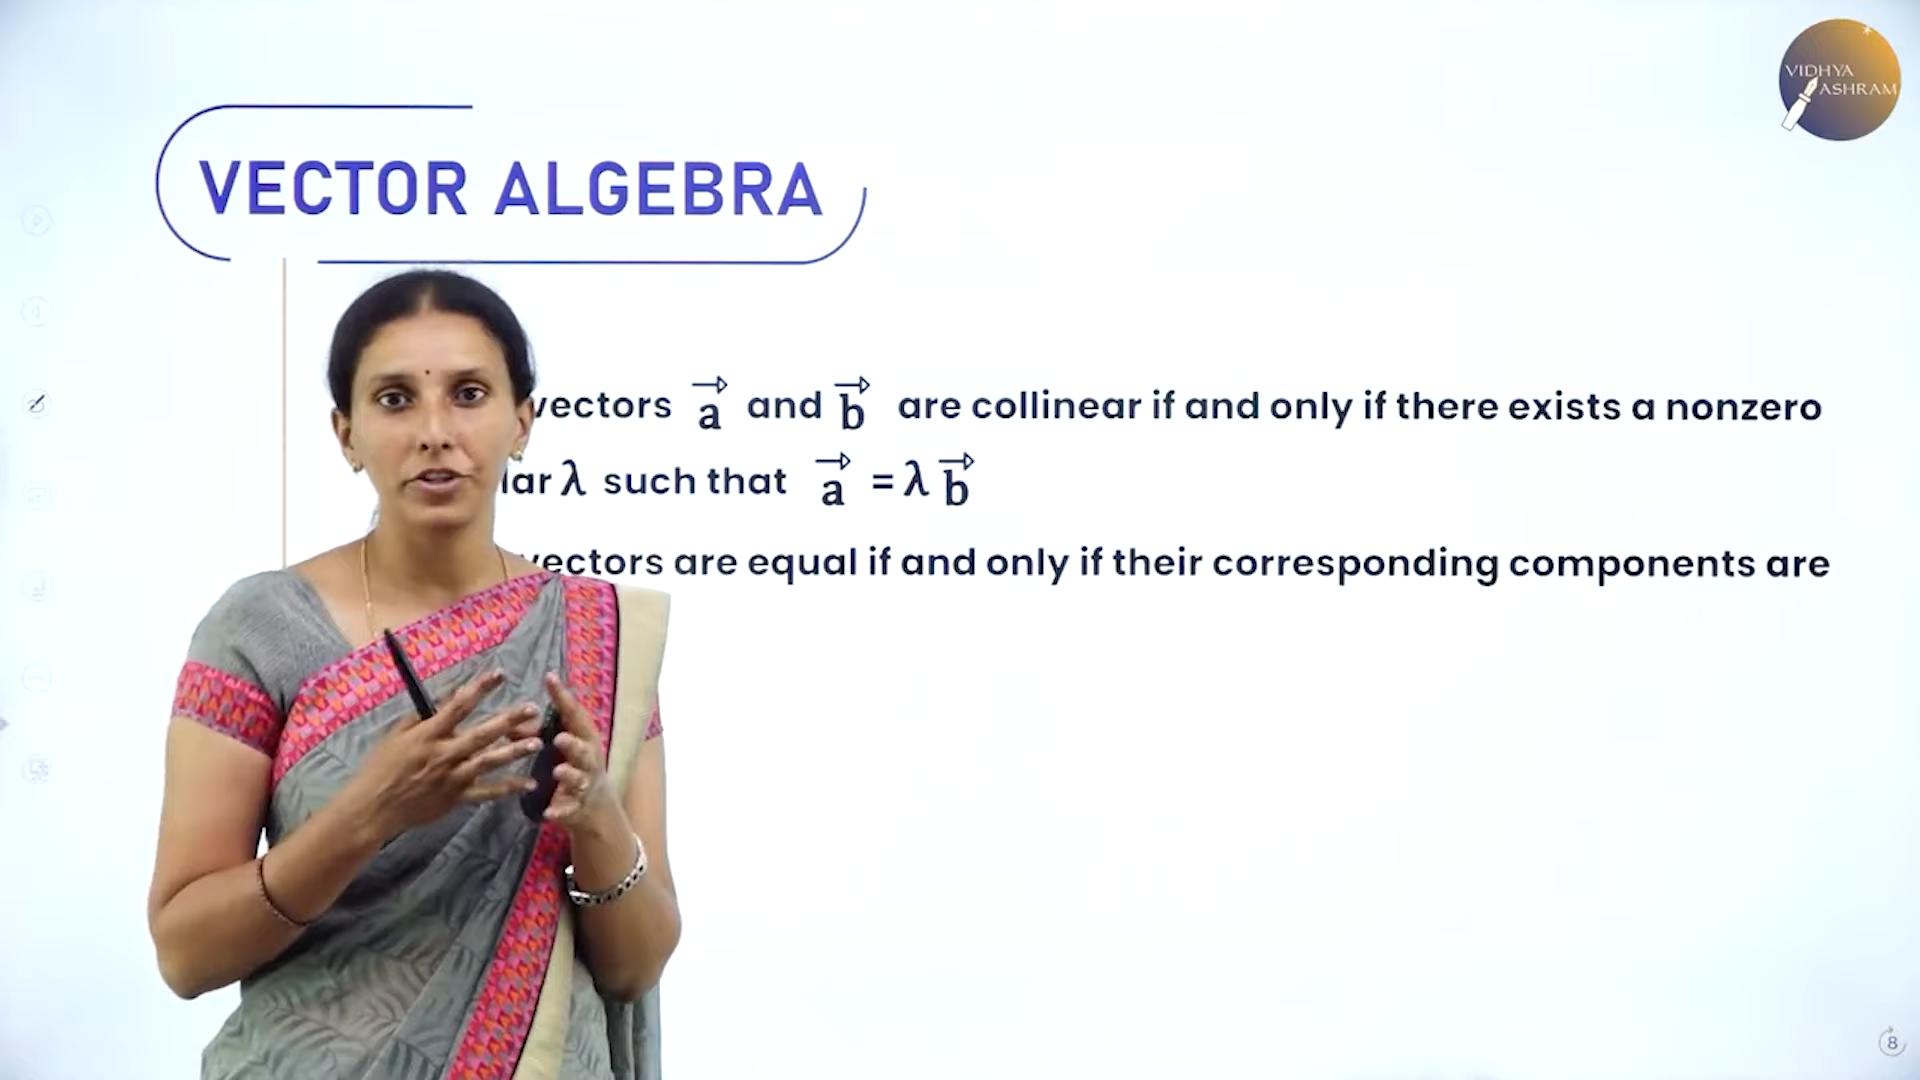 VIDHYA
ASHRAM
VECTOR ALGEBRA
vectors a⃗ and b⃗ are collinear if and only if there exists a nonzero
lar λ such that a⃗ = λ b⃗
vectors are equal if and only if their corresponding components are
8